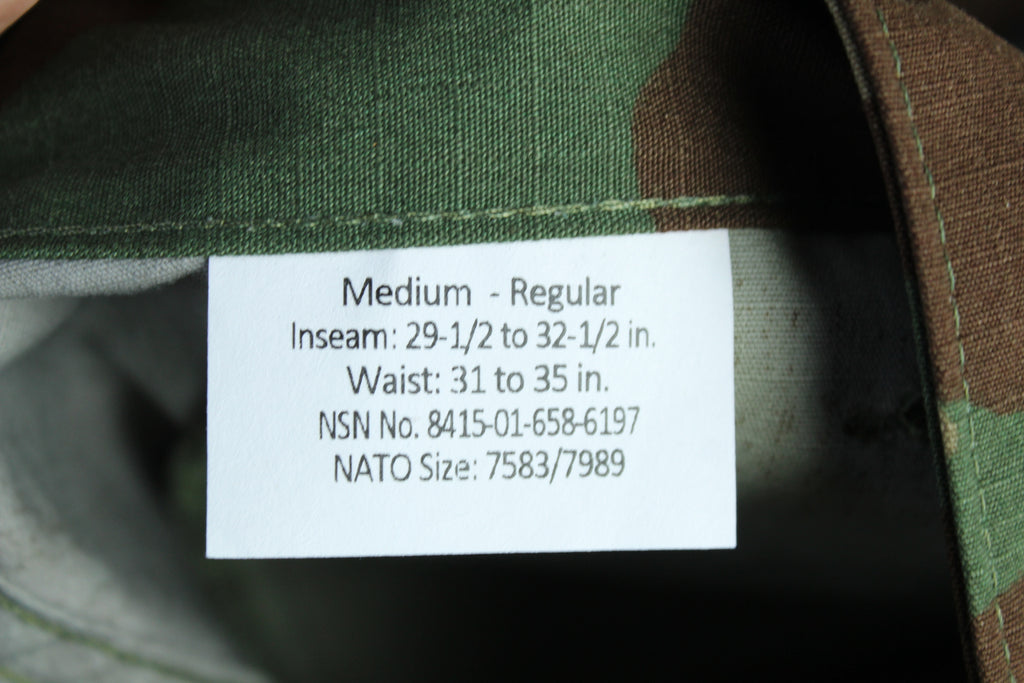 Medium - Regular
Inseam: 29-1/2 to 32-1/2 in.
Waist: 31 to 35 in.
NSN No. 8415-01-658-6197
NATO Size: 7583/7989